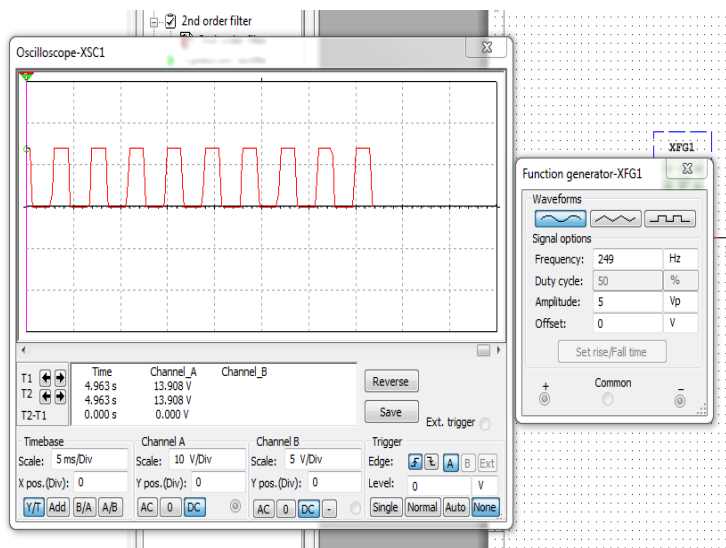 2nd order filter
Oscilloscope-XSC1
Time Channel_A Channel_B
T1 4.963 s 13.908 V
T2 4.963 s 13.908 V
T2-T1 0.000 s 0.000 V
Reverse
Save
Ext. trigger
Timebase
Scale: 5 ms/Div
X pos.(Div): 0
Y/T Add B/A A/B
Channel A
Scale: 10 V/Div
Y pos.(Div): 0
AC 0 DC
Channel B
Scale: 5 V/Div
Y pos.(Div): 0
AC 0 DC -
Trigger
Edge: A B Ext
Level: 0 V
Single Normal Auto None
XFG1
Function generator-XFG1
Waveforms
Signal options
Frequency: 249 Hz
Duty cycle: 50 %
Amplitude: 5 Vp
Offset: 0 V
Set rise/Fall time
+ Common -